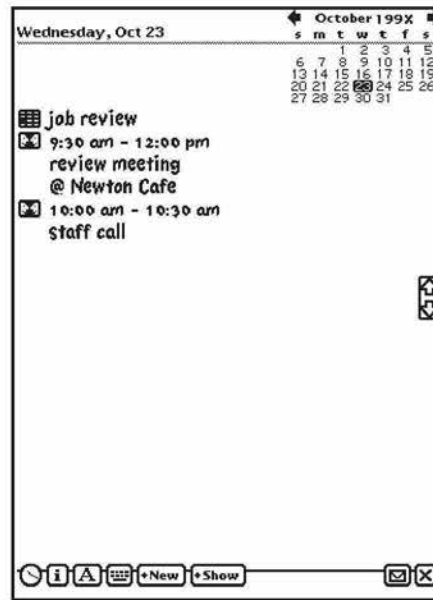 Wednesday, Oct 23
October 199X
s m t w t f s
1 2 3 4 5
6 7 8 9 10 11 12
13 14 15 16 17 18 19
20 21 22 23 24 25 26
27 28 29 30 31
job review
9:30 am - 12:00 pm
review meeting
@ Newton Cafe
10:00 am - 10:30 am
staff call
i A New Show